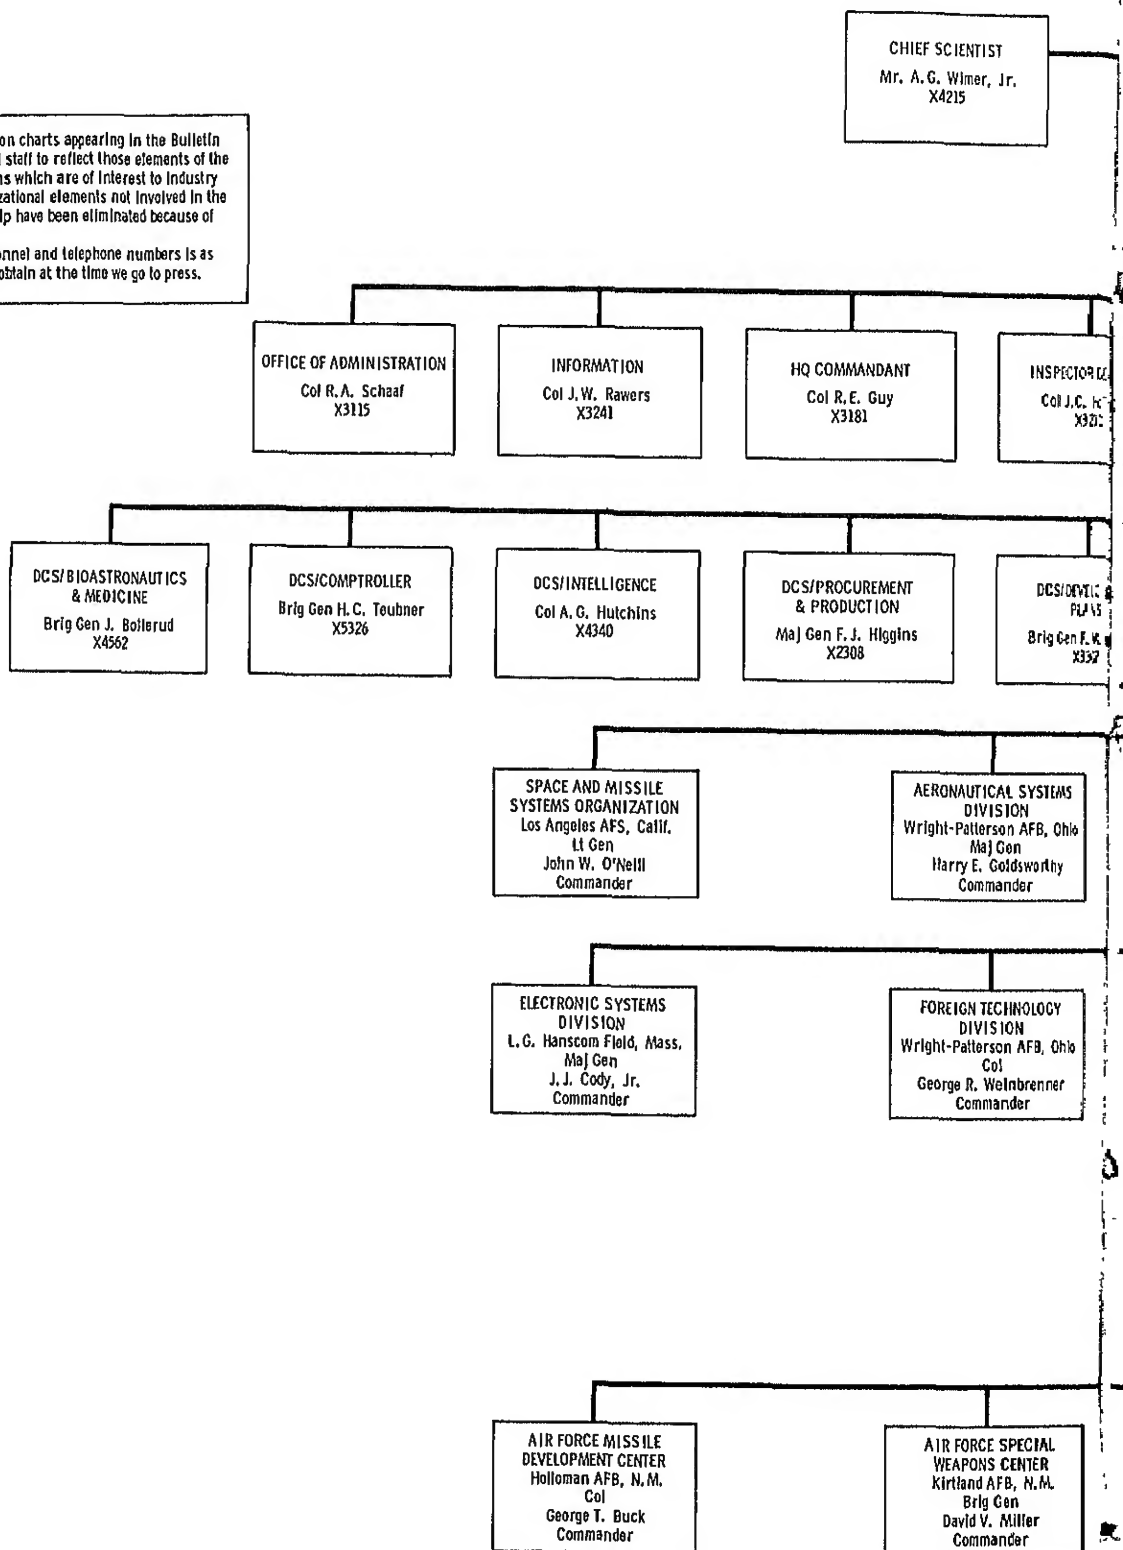 CHIEF SCIENTIST
Mr. A.G. Wimer, Jr.
X4215
on charts appearing in the Bulletin
staff to reflect those elements of the
ns which are of interest to industry
zational elements not involved in the
ip have been eliminated because of
onnel and telephone numbers is as
obtain at the time we go to press.
OFFICE OF ADMINISTRATION
Col R.A. Schaaf
X3115
INFORMATION
Col J.W. Rawers
X3241
HQ COMMANDANT
Col R.E. Guy
X3181
INSPECTOR
Col J.C.
DCS/BIOASTRONAUTICS
& MEDICINE
Brig Gen J. Bollerud
X4562
DCS/COMPTROLLER
Brig Gen H.C. Teubner
X5326
DCS/INTELLIGENCE
Col A.G. Hutchins
X4340
DCS/PROCUREMENT
& PRODUCTION
Maj Gen F.J. Higgins
X2308
PLANS
Brig Gen F.
SPACE AND MISSILE
SYSTEMS ORGANIZATION
Los Angeles AFS, Calif.
Lt Gen
John W. O'Neill
Commander
AERONAUTICAL SYSTEMS
DIVISION
Wright-Patterson AFB, Ohio
Maj Gen
Harry E. Goldsworthy
Commander
ELECTRONIC SYSTEMS
DIVISION
L.G. Hanscom Field, Mass.
Maj Gen
J.J. Cody, Jr.
Commander
FOREIGN TECHNOLOGY
DIVISION
Wright-Patterson AFB, Ohio
Col
George R. Weinbrenner
Commander
AIR FORCE MISSILE
DEVELOPMENT CENTER
Holloman AFB, N.M.
Col
George T. Buck
Commander
AIR FORCE SPECIAL
WEAPONS CENTER
Kirtland AFB, N.M.
Brig Gen
David V. Miller
Commander